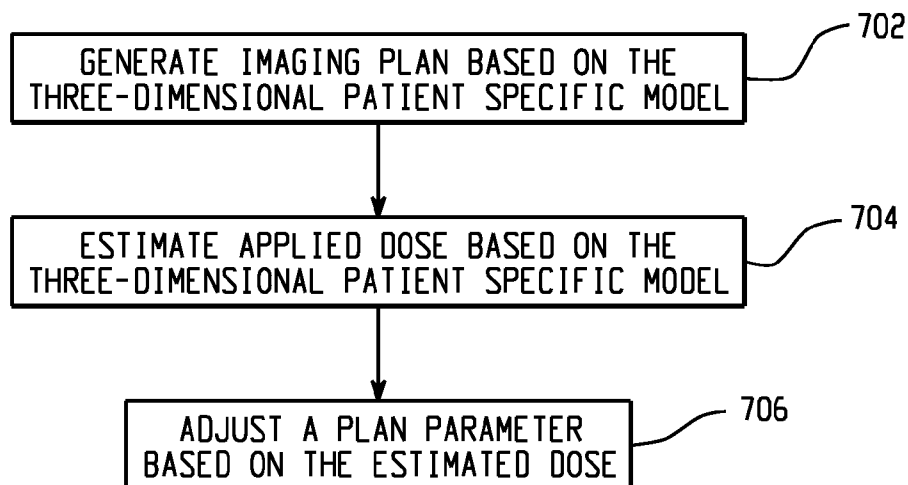 702
GENERATE IMAGING PLAN BASED ON THE
THREE-DIMENSIONAL PATIENT SPECIFIC MODEL
704
ESTIMATE APPLIED DOSE BASED ON THE
THREE-DIMENSIONAL PATIENT SPECIFIC MODEL
706
ADJUST A PLAN PARAMETER
BASED ON THE ESTIMATED DOSE